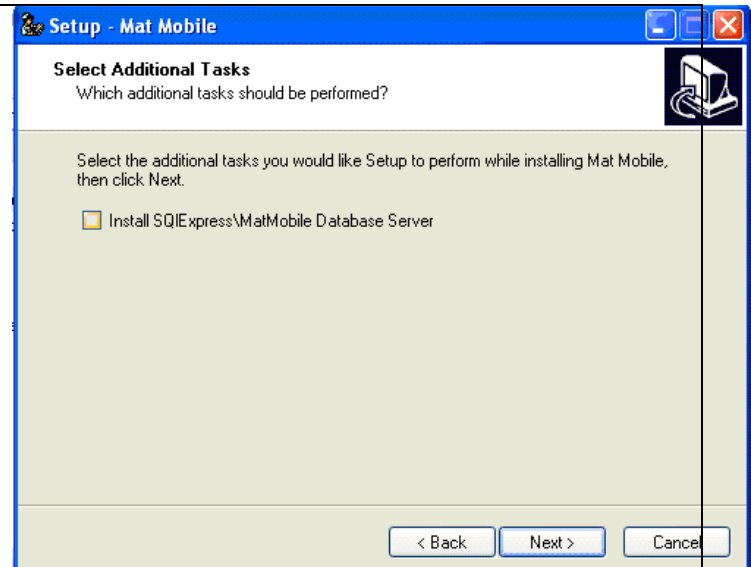 Setup - Mat Mobile
Select Additional Tasks
Which additional tasks should be performed?
Select the additional tasks you would like Setup to perform while installing Mat Mobile,
then click Next.
Install SQlExpress\MatMobile Database Server
< Back Next > Cancel